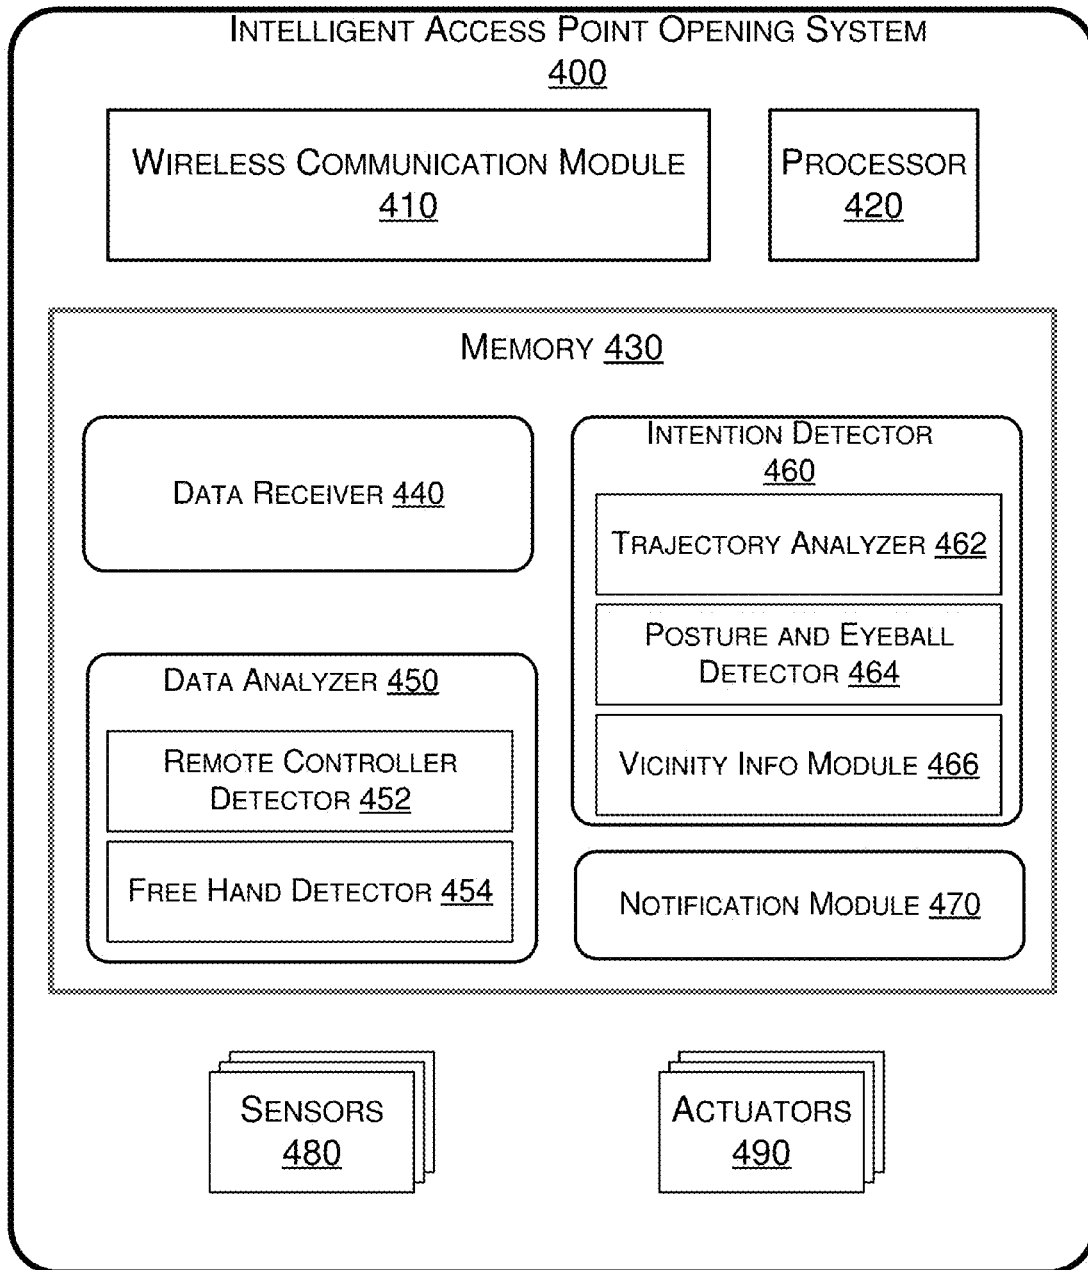 INTELLIGENT ACCESS POINT OPENING SYSTEM
400
WIRELESS COMMUNICATION MODULE
410
PROCESSOR
420
MEMORY 430
DATA RECEIVER 440
INTENTION DETECTOR
460
TRAJECTORY ANALYZER 462
POSTURE AND EYEBALL
DETECTOR 464
VICINITY INFO MODULE 466
DATA ANALYZER 450
REMOTE CONTROLLER
DETECTOR 452
FREE HAND DETECTOR 454
NOTIFICATION MODULE 470
SENSORS
480
ACTUATORS
490